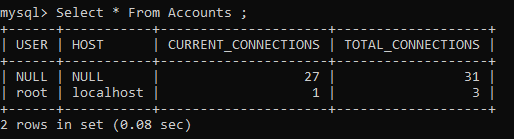 mysql> Select * From Accounts ;
+------+-----------+---------------------+-------------------+
| USER | HOST      | CURRENT_CONNECTIONS | TOTAL_CONNECTIONS |
+------+-----------+---------------------+-------------------+
| NULL | NULL      |                  27 |                31 |
| root | localhost |                   1 |                 3 |
+------+-----------+---------------------+-------------------+
2 rows in set (0.08 sec)